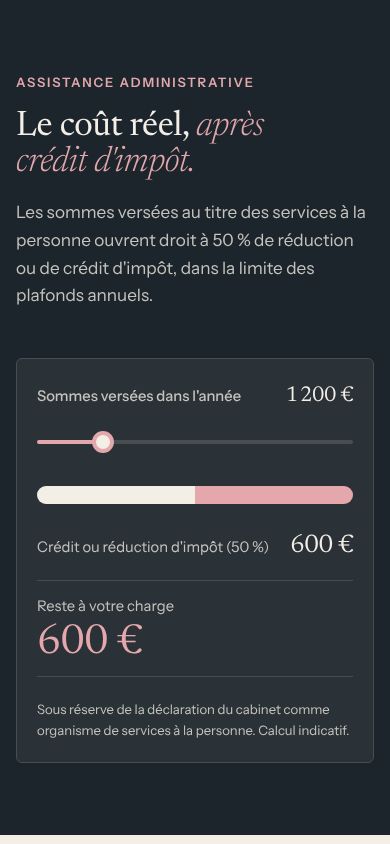 ASSISTANCE ADMINISTRATIVE
Le coût réel, après
crédit d'impôt.
Les sommes versées au titre des services à la
personne ouvrent droit à 50 % de réduction
ou de crédit d'impôt, dans la limite des
plafonds annuels.
Sommes versées dans l'année 1 200 €
Crédit ou réduction d'impôt (50 %) 600 €
Reste à votre charge
600 €
Sous réserve de la déclaration du cabinet comme
organisme de services à la personne. Calcul indicatif.